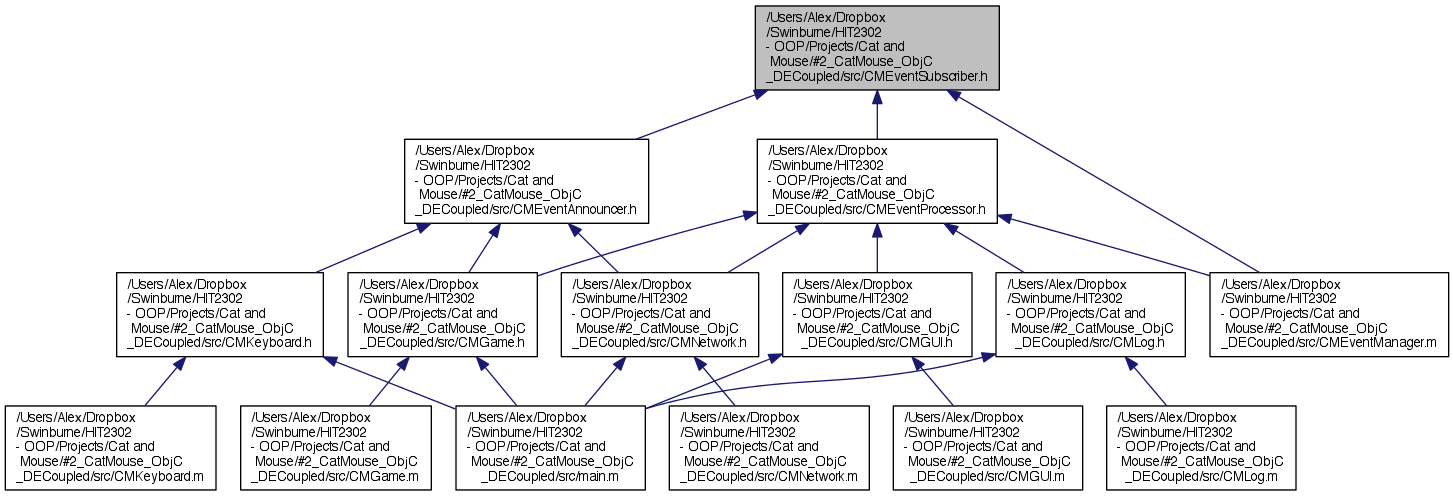 /Users/Alex/Dropbox
/Swinburne/HIT2302
- OOP/Projects/Cat and
Mouse/#2_CatMouse_ObjC
_DECoupled/src/CMEventSubscriber.h
/Users/Alex/Dropbox
/Swinburne/HIT2302
- OOP/Projects/Cat and
Mouse/#2_CatMouse_ObjC
_DECoupled/src/CMEventAnnouncer.h
/Users/Alex/Dropbox
/Swinburne/HIT2302
- OOP/Projects/Cat and
Mouse/#2_CatMouse_ObjC
_DECoupled/src/CMEventProcessor.h
/Users/Alex/Dropbox
/Swinburne/HIT2302
- OOP/Projects/Cat and
Mouse/#2_CatMouse_ObjC
_DECoupled/src/CMKeyboard.h
/Users/Alex/Dropbox
/Swinburne/HIT2302
- OOP/Projects/Cat and
Mouse/#2_CatMouse_ObjC
_DECoupled/src/CMGame.h
/Users/Alex/Dropbox
/Swinburne/HIT2302
- OOP/Projects/Cat and
Mouse/#2_CatMouse_ObjC
_DECoupled/src/CMNetwork.h
/Users/Alex/Dropbox
/Swinburne/HIT2302
- OOP/Projects/Cat and
Mouse/#2_CatMouse_ObjC
_DECoupled/src/CMGUI.h
/Users/Alex/Dropbox
/Swinburne/HIT2302
- OOP/Projects/Cat and
Mouse/#2_CatMouse_ObjC
_DECoupled/src/CMLog.h
/Users/Alex/Dropbox
/Swinburne/HIT2302
- OOP/Projects/Cat and
Mouse/#2_CatMouse_ObjC
_DECoupled/src/CMEventManager.m
/Users/Alex/Dropbox
/Swinburne/HIT2302
- OOP/Projects/Cat and
Mouse/#2_CatMouse_ObjC
_DECoupled/src/CMKeyboard.m
/Users/Alex/Dropbox
/Swinburne/HIT2302
- OOP/Projects/Cat and
Mouse/#2_CatMouse_ObjC
_DECoupled/src/CMGame.m
/Users/Alex/Dropbox
/Swinburne/HIT2302
- OOP/Projects/Cat and
Mouse/#2_CatMouse_ObjC
_DECoupled/src/main.m
/Users/Alex/Dropbox
/Swinburne/HIT2302
- OOP/Projects/Cat and
Mouse/#2_CatMouse_ObjC
_DECoupled/src/CMNetwork.m
/Users/Alex/Dropbox
/Swinburne/HIT2302
- OOP/Projects/Cat and
Mouse/#2_CatMouse_ObjC
_DECoupled/src/CMGUI.m
/Users/Alex/Dropbox
/Swinburne/HIT2302
- OOP/Projects/Cat and
Mouse/#2_CatMouse_ObjC
_DECoupled/src/CMLog.m